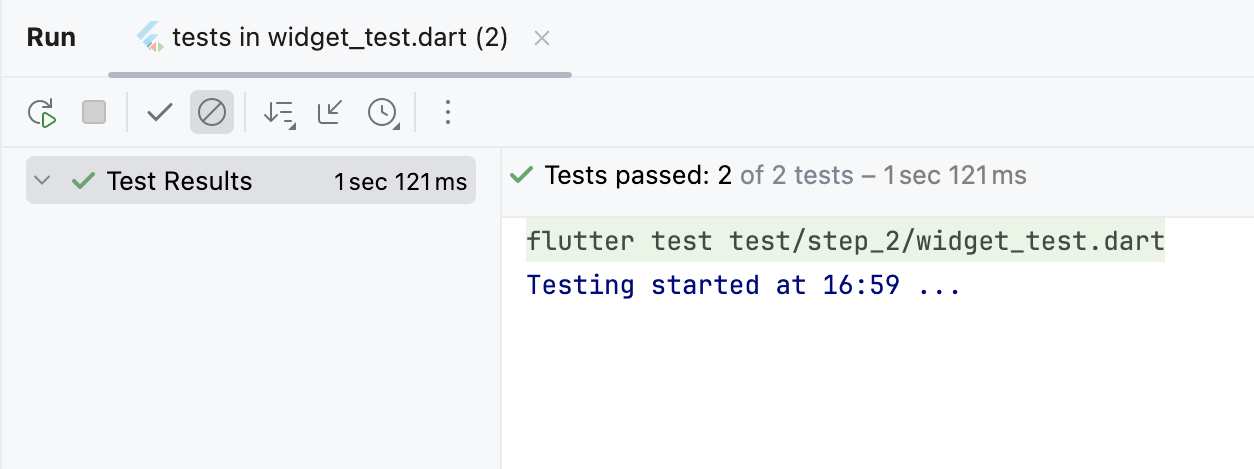 Run tests in widget_test.dart (2)
Test Results 1 sec 121 ms
Tests passed: 2 of 2 tests – 1 sec 121 ms
flutter test test/step_2/widget_test.dart
Testing started at 16:59 ...